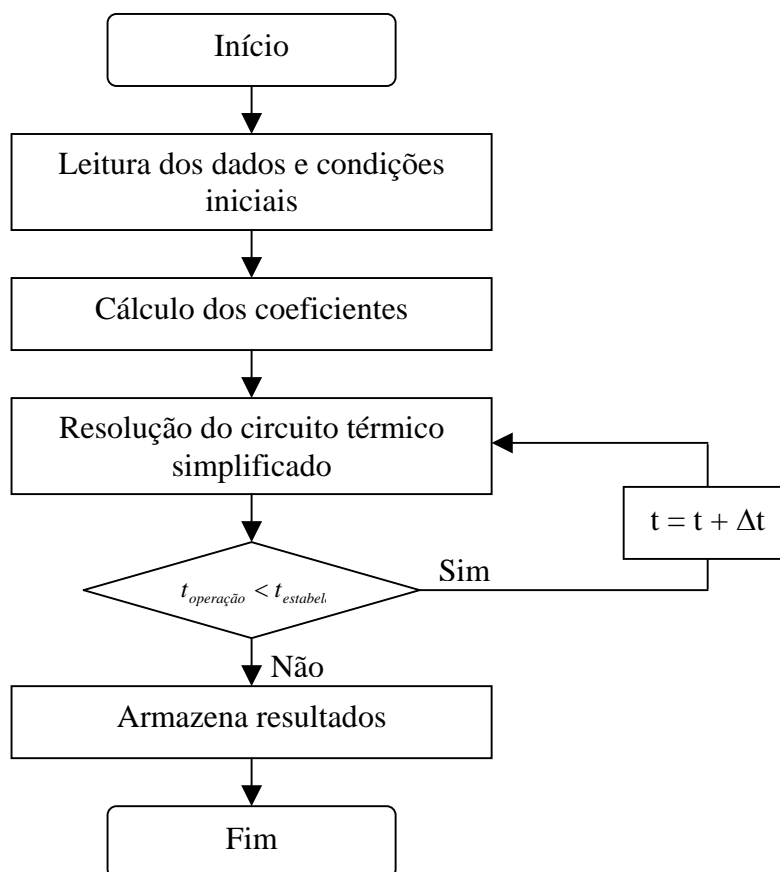 Início
Leitura dos dados e condições
iniciais
Cálculo dos coeficientes
Resolução do circuito térmico
simplificado
t = t + Δt
Sim
t operação < t
Não
Armazena resultados
Fim